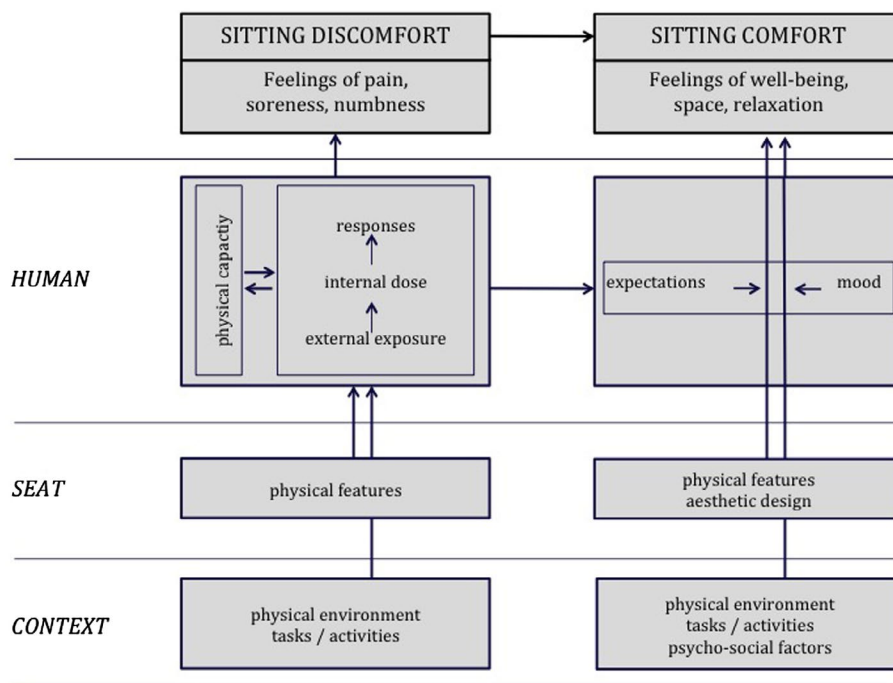 SITTING DISCOMFORT
Feelings of pain,
soreness, numbness
SITTING COMFORT
Feelings of well-being,
space, relaxation
HUMAN
physical capactiy
responses
internal dose
external exposure
expectations
mood
SEAT
physical features
physical features
aesthetic design
CONTEXT
physical environment
tasks / activities
physical environment
tasks / activities
psycho-social factors